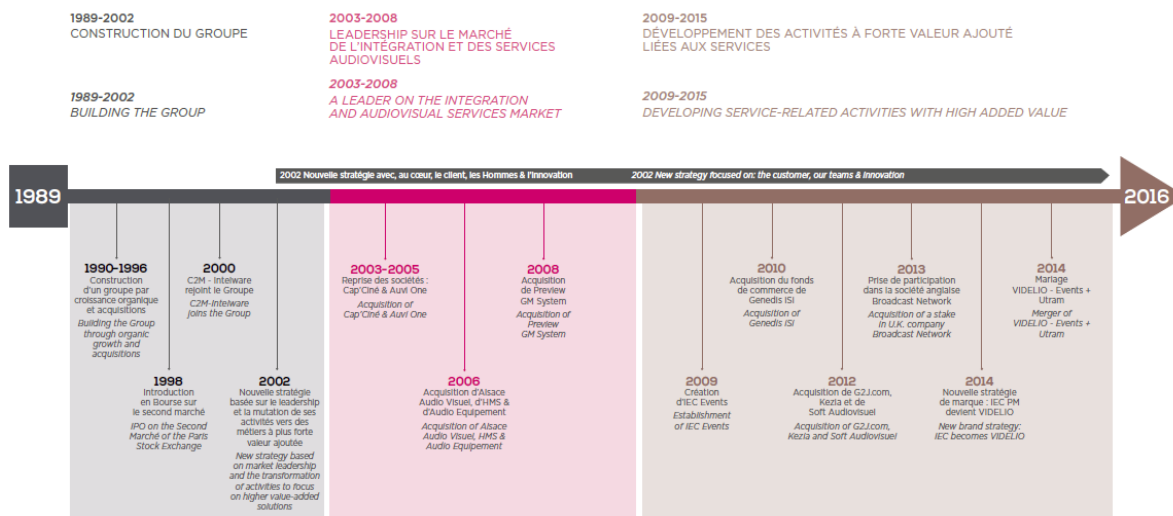 1989-2002
CONSTRUCTION DU GROUPE
1989-2002
BUILDING THE GROUP
2003-2008
LEADERSHIP SUR LE MARCHÉ
DE L'INTÉGRATION ET DES SERVICES
AUDIOVISUELS
2003-2008
A LEADER ON THE INTEGRATION
AND AUDIOVISUAL SERVICES MARKET
2009-2015
DÉVELOPPEMENT DES ACTIVITÉS À FORTE VALEUR AJOUTÉ
LIÉES AUX SERVICES
2009-2015
DEVELOPING SERVICE-RELATED ACTIVITIES WITH HIGH ADDED VALUE
2002 Nouvelle stratégie avec, au cœur, le client, les Hommes & l'Innovation
2002 New strategy focused on: the customer, our teams & Innovation
1989
2016
1990-1996
Construction
d'un groupe par
croissance organique
et acquisitions
Building the Group
through organic
growth and
acquisitions
1998
Introduction
en Bourse sur
le second marché
IPO on the Second
Marché of the Paris
Stock Exchange
2000
C2M - Intelware
rejoint le Groupe
C2M-Intelware
joins the Group
2002
Nouvelle stratégie
basée sur le leadership
et la mutation de ses
activités vers des
métiers à plus forte
valeur ajoutée
New strategy based
on market leadership
and the transformation
of activities to focus
on higher value-added
solutions
2003-2005
Reprise des sociétés :
Cap'Ciné & Auvi One
Acquisition of
Cap'Ciné & Auvi One
2006
Acquisition d'Alsace
Audio Visuel, d'HMS &
d'Audio Equipement
Acquisition of Alsace
Audio Visuel, HMS &
Audio Equipement
2008
Acquisition
de Preview
GM System
Acquisition of
Preview
GM System
2009
Création
d'IEC Events
Establishment
of IEC Events
2010
Acquisition du fonds
de commerce de
Genedis ISI
Acquisition of
Genedis ISI
2012
Acquisition de G2J.com,
Kezia et de
Soft Audiovisuel
Acquisition of G2J.com,
Kezia and Soft Audiovisuel
2013
Prise de participation
dans la société anglaise
Broadcast Network
Acquisition of a stake
in U.K. company
Broadcast Network
2014
Nouvelle stratégie
de marque : IEC PM
devient VIDELIO
New brand strategy:
IEC becomes VIDELIO
2014
Mariage
VIDELIO - Events +
Utram
Merger of
VIDELIO - Events +
Utram